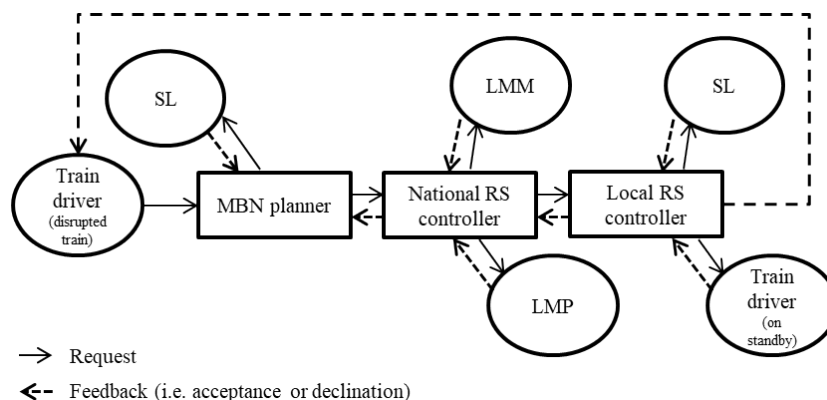 SL
LMM
SL
Train
driver
(disrupted
train)
MBN planner
National RS
controller
Local RS
controller
LMP
Train
driver
(on
standby)
Request
Feedback (i.e. acceptance or declination)